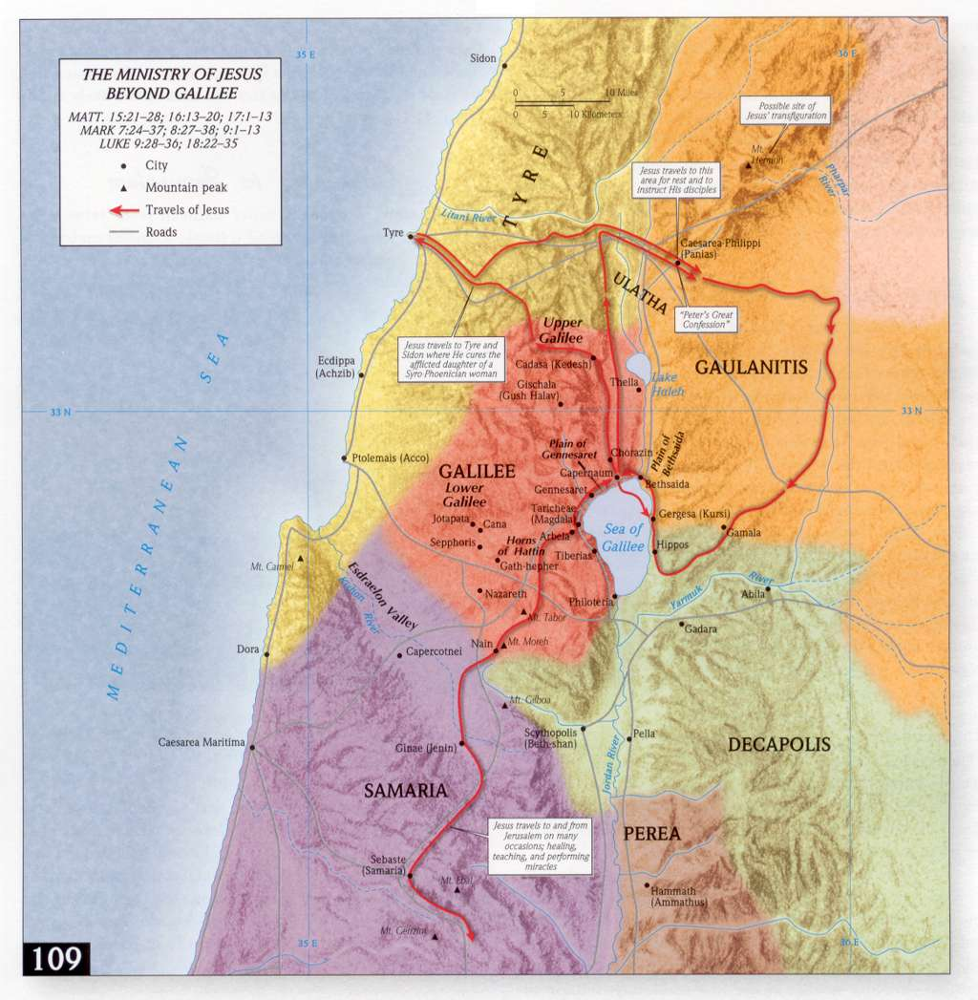 THE MINISTRY OF JESUS
BEYOND GALILEE
MATT. 15:21–28; 16:13–20; 17:1–13
MARK 7:24–37; 8:27–38; 9:1–13
LUKE 9:28–36; 18:22–35
City
Mountain peak
Travels of Jesus
Roads
35 E
36 E
Sidon
0 5 10 Miles
0 5 10 Kilometers
Possible site of
Jesus' transfiguration
Mt.
Hermon
Pharpar
River
Jesus travels to this
area for rest and to
instruct His disciples
TYRE
Litani River
Tyre
Caesarea Philippi
(Panias)
ULATHA
"Peter's Great
Confession"
Upper
Galilee
Jesus travels to Tyre and
Sidon where He cures the
afflicted daughter of a
Syro Phoenician woman
Cadasa (Kedesh)
GAULANITIS
Ecdippa
(Achzib)
Gischala
(Gush Halav)
Thella
Lake
Huleh
33 N
33 N
MEDITERRANEAN SEA
Plain of
Gennesaret
Chorazin
Plain of
Bethsaida
Ptolemais (Acco)
GALILEE
Lower
Galilee
Capernaum
Bethsaida
Gennesaret
Taricheae
(Magdala)
Gergesa (Kursi)
Jotapata
Cana
Arbela
Sea of
Galilee
Gamala
Sepphoris
Horns
of Hattin
Tiberias
Hippos
Gath-hepher
Mt. Carmel
Esdraelon Valley
Kishon
River
Nazareth
Philoteria
Yarmuk
River
Abila
Mt. Tabor
Gadara
Nain
Mt. Moreh
Dora
Capercotnei
Mt. Gilboa
Scythopolis
(Beth-shan)
Pella
Caesarea Maritima
Ginae (Jenin)
Jordan River
DECAPOLIS
SAMARIA
Jesus travels to and from
Jerusalem on many
occasions; healing,
teaching, and performing
miracles
PEREA
Sebaste
(Samaria)
Mt. Ebal
Hammath
(Ammathus)
Mt. Gerizim
35 E
36 E
109